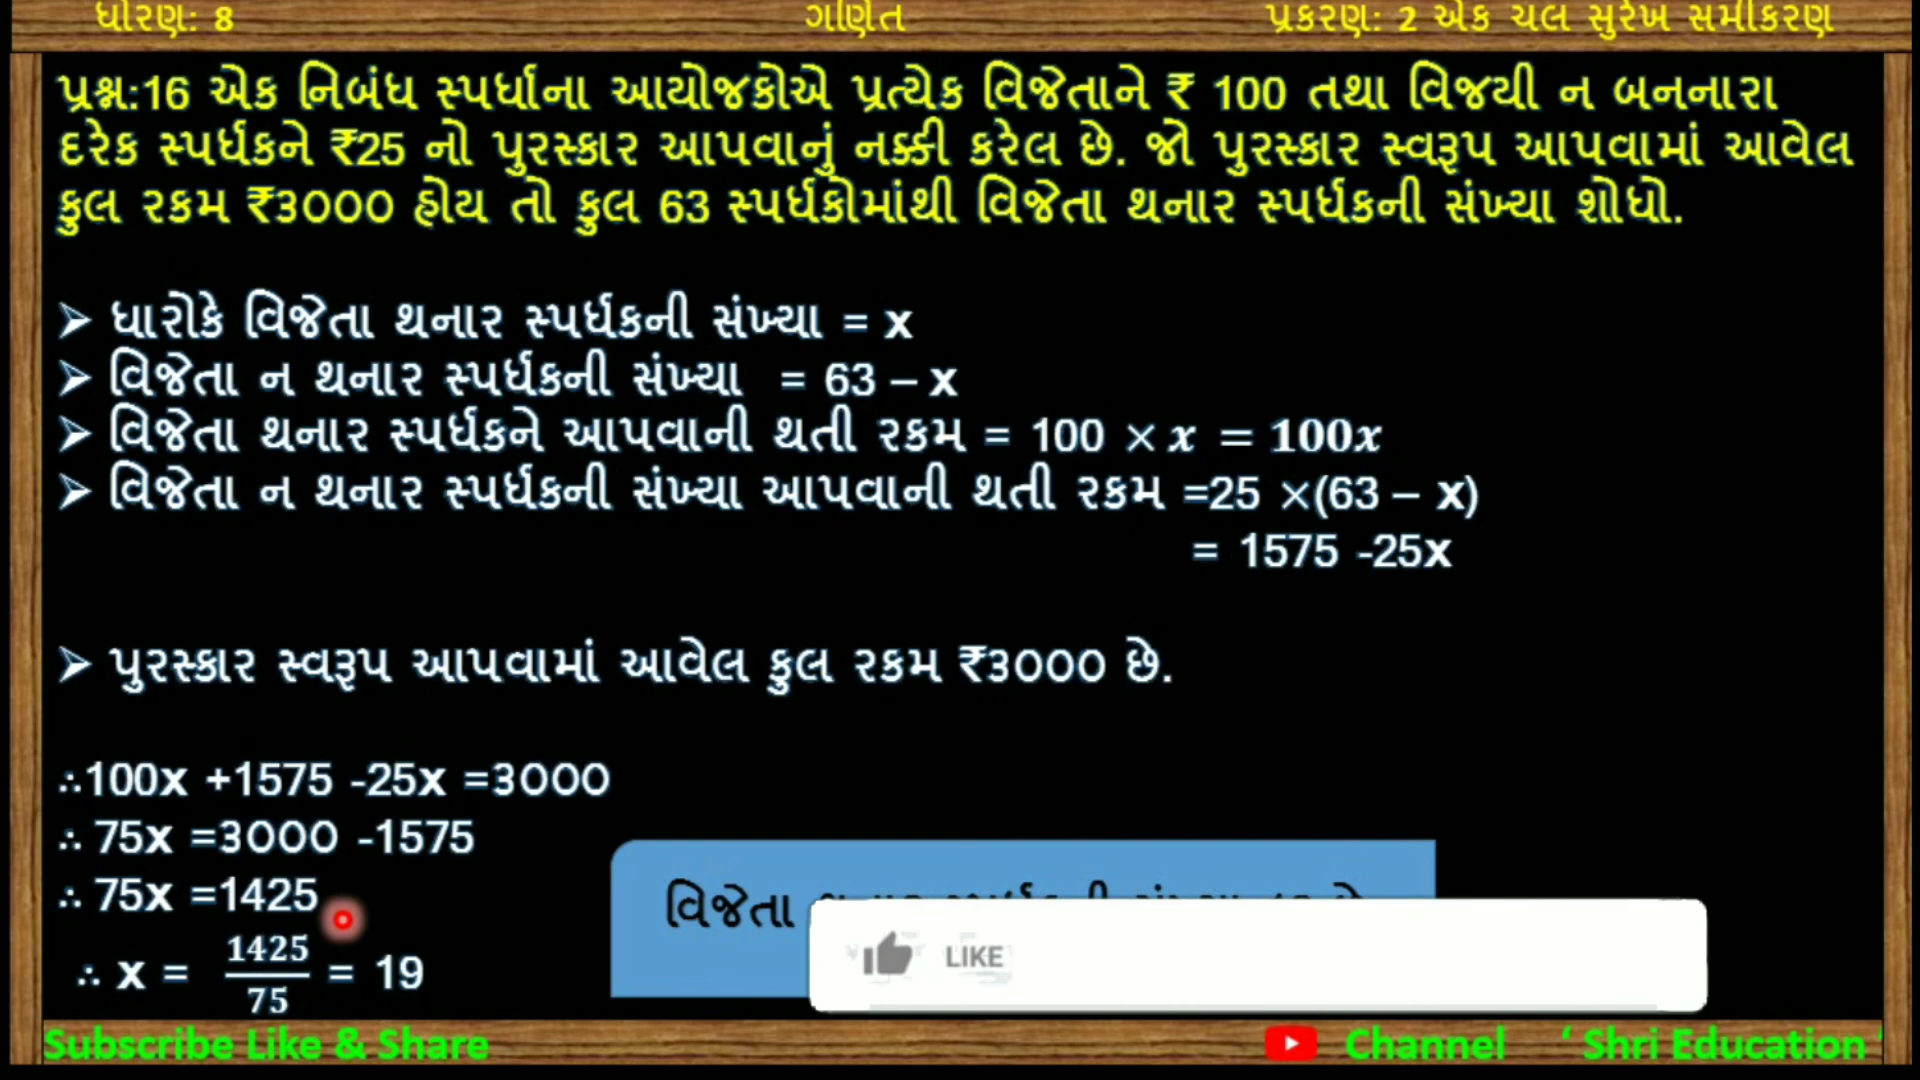 ધોરણ: 8 ગણિત પ્રકરણ: 2 એક ચલ સુરેખ સમીકરણ
પ્રશ્ન:16 એક નિબંધ સ્પર્ધાના આયોજકોએ પ્રત્યેક વિજેતાને ₹ 100 તથા વિજયી ન બનનારા
દરેક સ્પર્ધકને ₹25 નો પુરસ્કાર આપવાનું નક્કી કરેલ છે. જો પુરસ્કાર સ્વરૂપ આપવામાં આવેલ
કુલ રકમ ₹૩૦૦૦ હોય તો કુલ 63 સ્પર્ધકોમાંથી વિજેતા થનાર સ્પર્ધકની સંખ્યા શોધો.
➢ ધારોકે વિજેતા થનાર સ્પર્ધકની સંખ્યા = x
➢ વિજેતા ન થનાર સ્પર્ધકની સંખ્યા = 63 – x
➢ વિજેતા થનાર સ્પર્ધકને આપવાની થતી રકમ = 100 × x = 100x
➢ વિજેતા ન થનાર સ્પર્ધકની સંખ્યા આપવાની થતી રકમ =25 ×(63 – x)
= 1575 -25x
➢ પુરસ્કાર સ્વરૂપ આપવામાં આવેલ કુલ રકમ ₹૩૦૦૦ છે.
∴100x +1575 -25x =૩૦૦૦
∴ 75x =૩૦૦૦ -1575
∴ 75x =1425
∴ x = 1425/75 = 19
વિજેતા
LIKE
Subscribe Like & Share Channel ‘ Shri Education ’